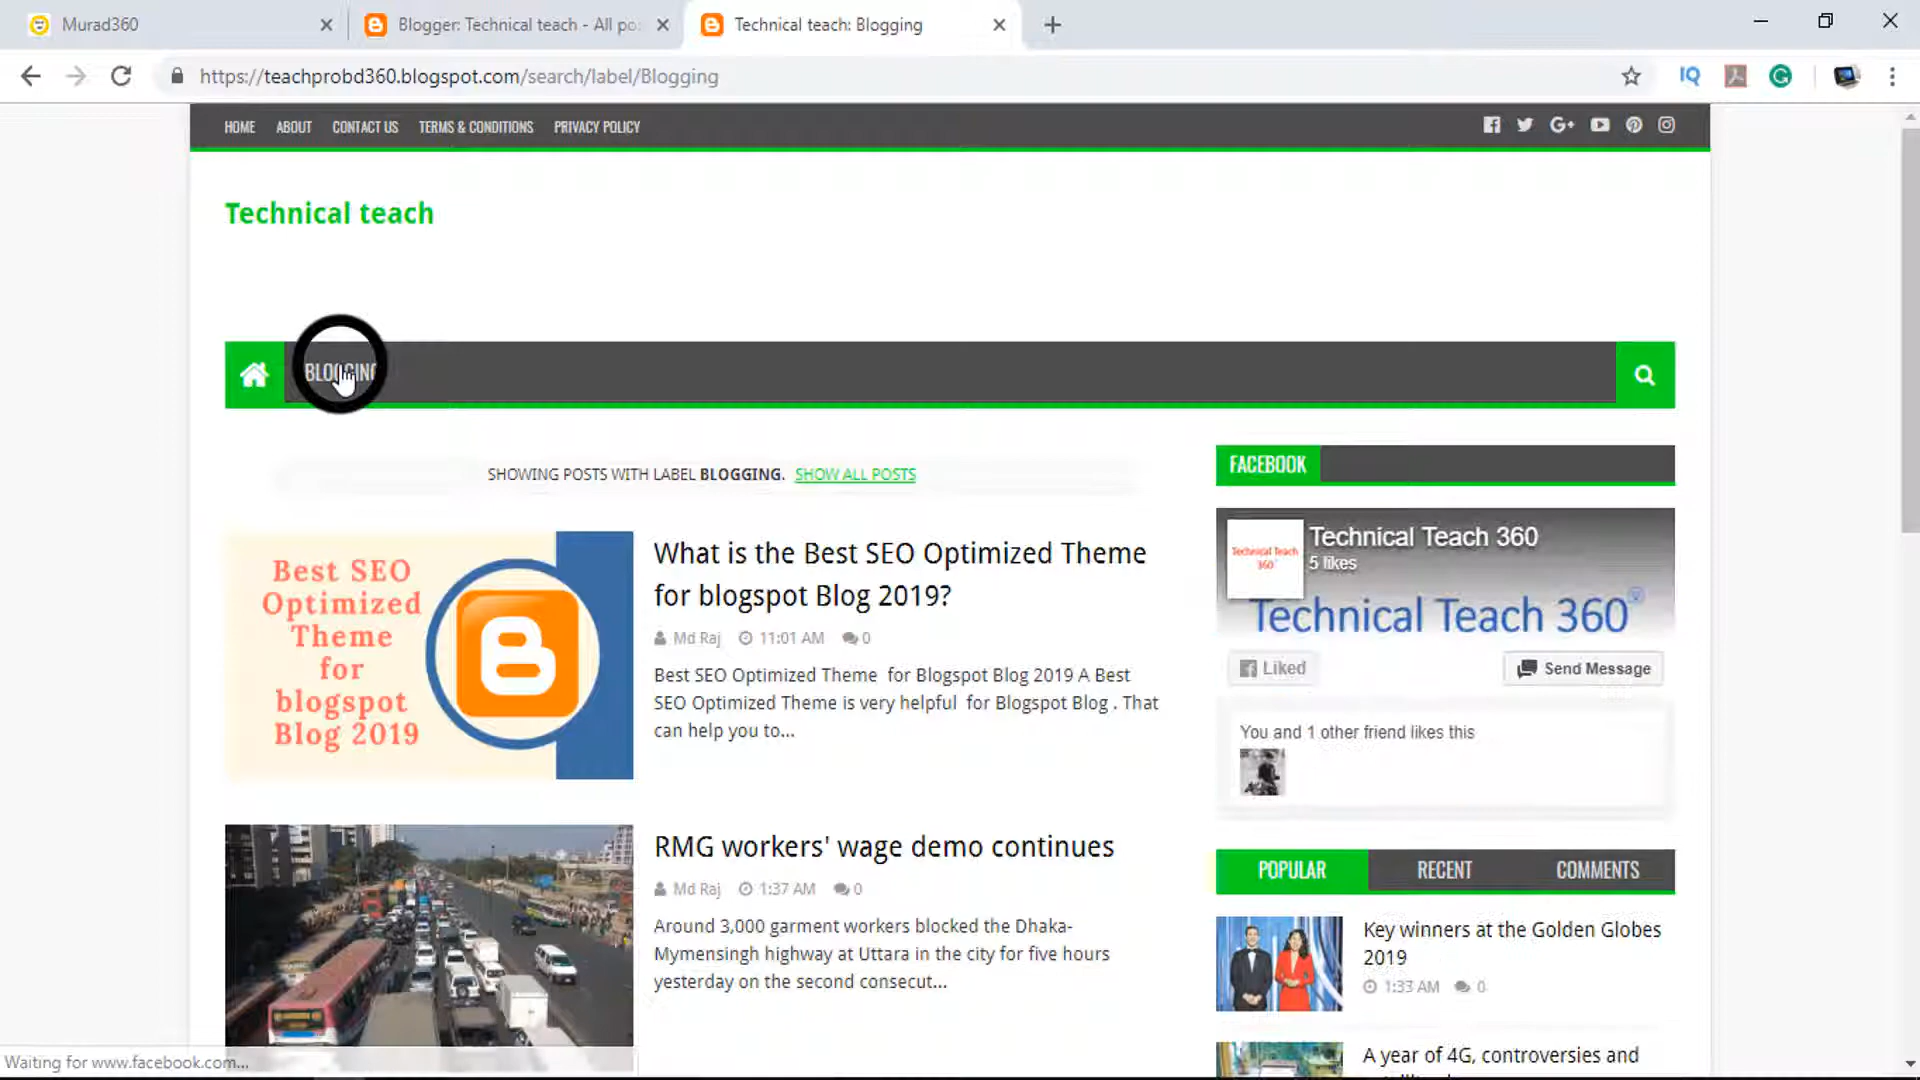 Murad360
Blogger: Technical teach - All po
Technical teach: Blogging
https://teachprobd360.blogspot.com/search/label/Blogging
IQ
HOME ABOUT CONTACT US TERMS & CONDITIONS PRIVACY POLICY
Technical teach
BLOGGING
SHOWING POSTS WITH LABEL BLOGGING. SHOW ALL POSTS
Best SEO
Optimized
Theme
for
blogspot
Blog 2019
What is the Best SEO Optimized Theme
for blogspot Blog 2019?
Md Raj 11:01 AM 0
Best SEO Optimized Theme for Blogspot Blog 2019 A Best
SEO Optimized Theme is very helpful for Blogspot Blog . That
can help you to...
RMG workers' wage demo continues
Md Raj 1:37 AM 0
Around 3,000 garment workers blocked the Dhaka-
Mymensingh highway at Uttara in the city for five hours
yesterday on the second consecut...
FACEBOOK
Technical Teach
360
Technical Teach 360
5 likes
Technical Teach 360
Liked
Send Message
You and 1 other friend likes this
POPULAR RECENT COMMENTS
Key winners at the Golden Globes
2019
1:33 AM 0
A year of 4G, controversies and
Waiting for www.facebook.com...